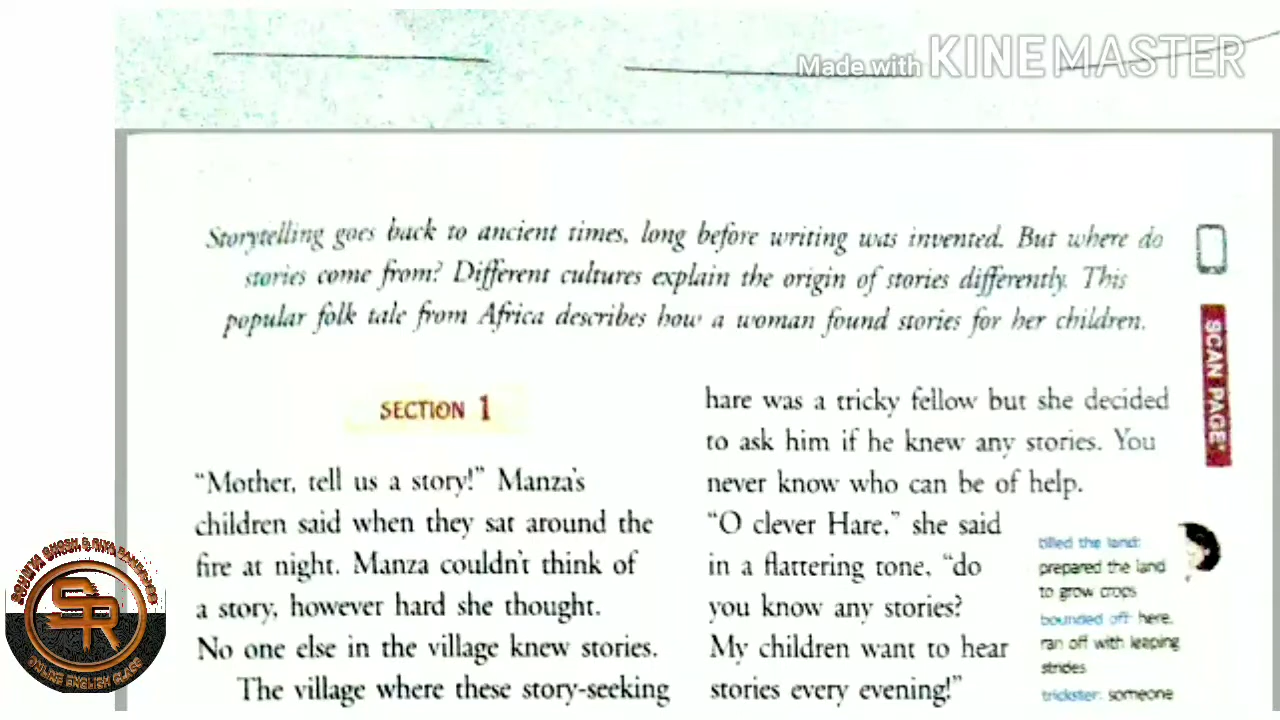 Made with KINEMASTER
Storytelling goes back to ancient times, long before writing was invented. But where do
stories come from? Different cultures explain the origin of stories differently. This
popular folk tale from Africa describes how a woman found stories for her children.
SCAN PAGE
SECTION 1
"Mother, tell us a story!" Manza's
children said when they sat around the
fire at night. Manza couldn't think of
a story, however hard she thought.
No one else in the village knew stories.
The village where these story-seeking
hare was a tricky fellow but she decided
to ask him if he knew any stories. You
never know who can be of help.
"O clever Hare," she said
in a flattering tone, "do
you know any stories?
My children want to hear
stories every evening!"
tilled the land:
prepared the land
to grow crops
bounded off: here,
ran off with leaping
strides
trickster: someone
SR
ONLINE ENGLISH CLASS